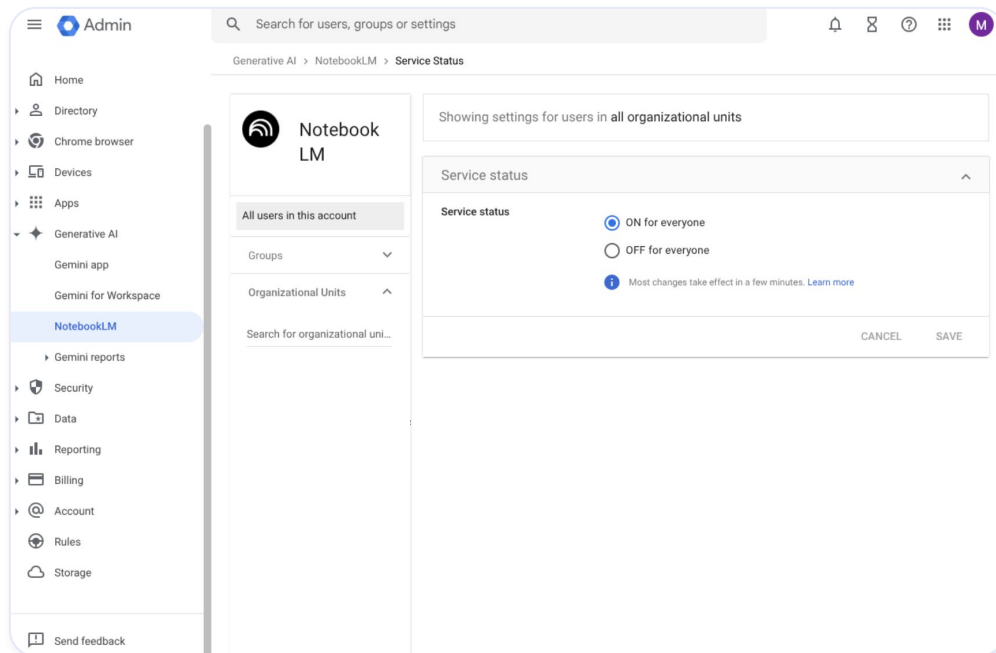 Admin
Search for users, groups or settings
M
Generative AI > NotebookLM > Service Status
Home
Directory
Chrome browser
Devices
Apps
Generative AI
Gemini app
Gemini for Workspace
NotebookLM
Gemini reports
Security
Data
Reporting
Billing
Account
Rules
Storage
Send feedback
Notebook
LM
All users in this account
Groups
Organizational Units
Search for organizational uni...
Showing settings for users in all organizational units
Service status
Service status
ON for everyone
OFF for everyone
Most changes take effect in a few minutes. Learn more
CANCEL SAVE